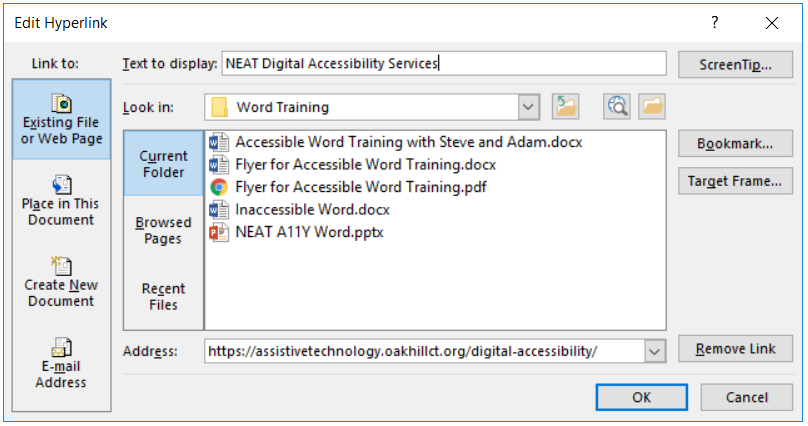 Edit Hyperlink
?
Link to:
Text to display:
NEAT Digital Accessibility Services
ScreenTip...
Existing File
or Web Page
Look in:
Word Training
Current
Folder
Accessible Word Training with Steve and Adam.docx
Flyer for Accessible Word Training.docx
Flyer for Accessible Word Training.pdf
Inaccessible Word.docx
NEAT A11Y Word.pptx
Bookmark...
Target Frame...
Place in This
Document
Browsed
Pages
Create New
Document
Recent
Files
E-mail
Address
Address:
https://assistivetechnology.oakhillct.org/digital-accessibility/
Remove Link
OK
Cancel